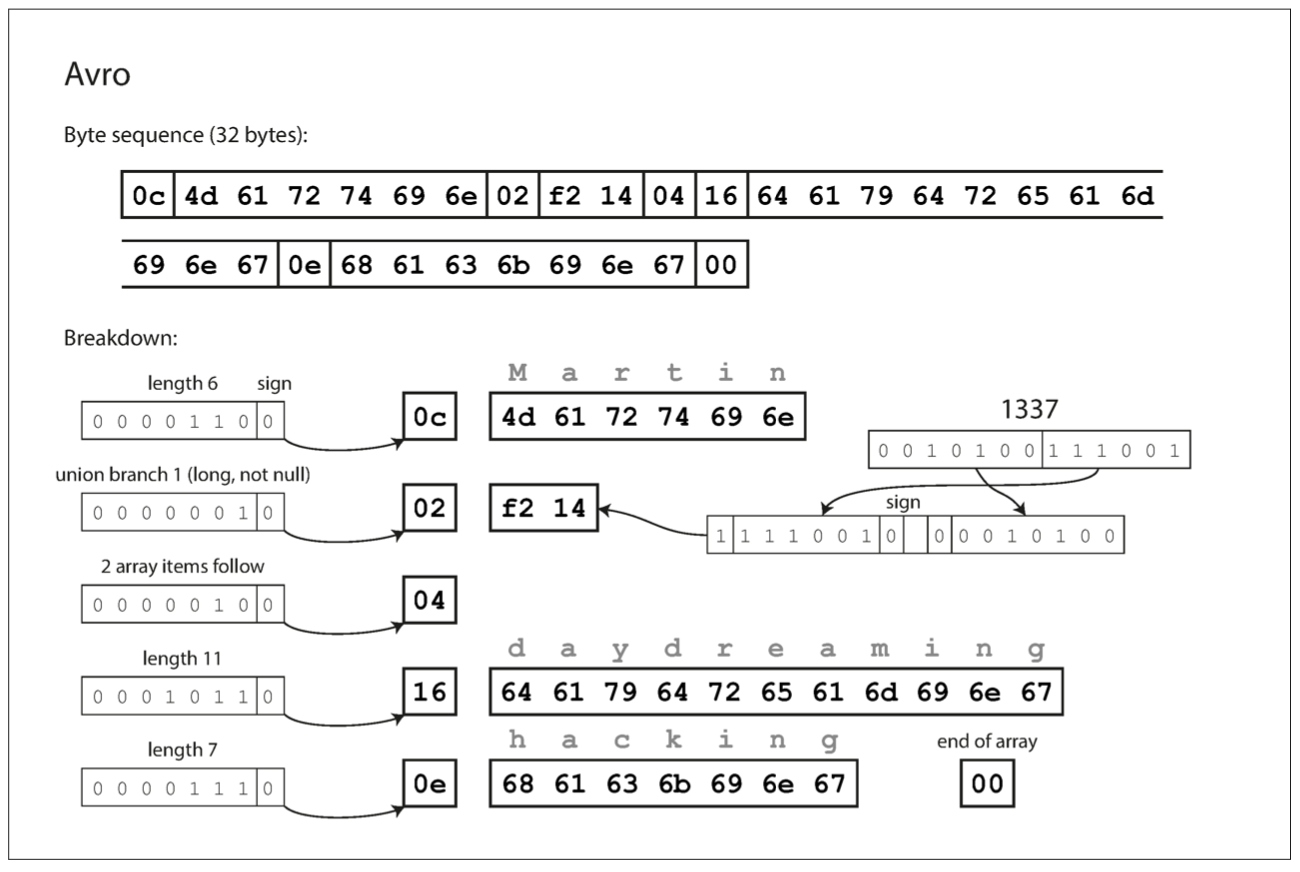 Avro
Byte sequence (32 bytes):
0c 4d 61 72 74 69 6e 02 f2 14 04 16 64 61 79 64 72 65 61 6d
69 6e 67 0e 68 61 63 6b 69 6e 67 00
Breakdown:
length 6 sign
0 0 0 0 1 1 0 0
0c
M a r t i n
4d 61 72 74 69 6e
1337
0 0 1 0 1 0 0 1 1 1 0 0 1
union branch 1 (long, not null)
0 0 0 0 0 0 1 0
02
f2 14
sign
1 1 1 1 0 0 1 0 0 0 0 1 0 1 0 0
2 array items follow
0 0 0 0 0 1 0 0
04
length 11
0 0 0 1 0 1 1 0
16
d a y d r e a m i n g
64 61 79 64 72 65 61 6d 69 6e 67
length 7
0 0 0 0 1 1 1 0
0e
h a c k i n g
68 61 63 6b 69 6e 67
end of array
00